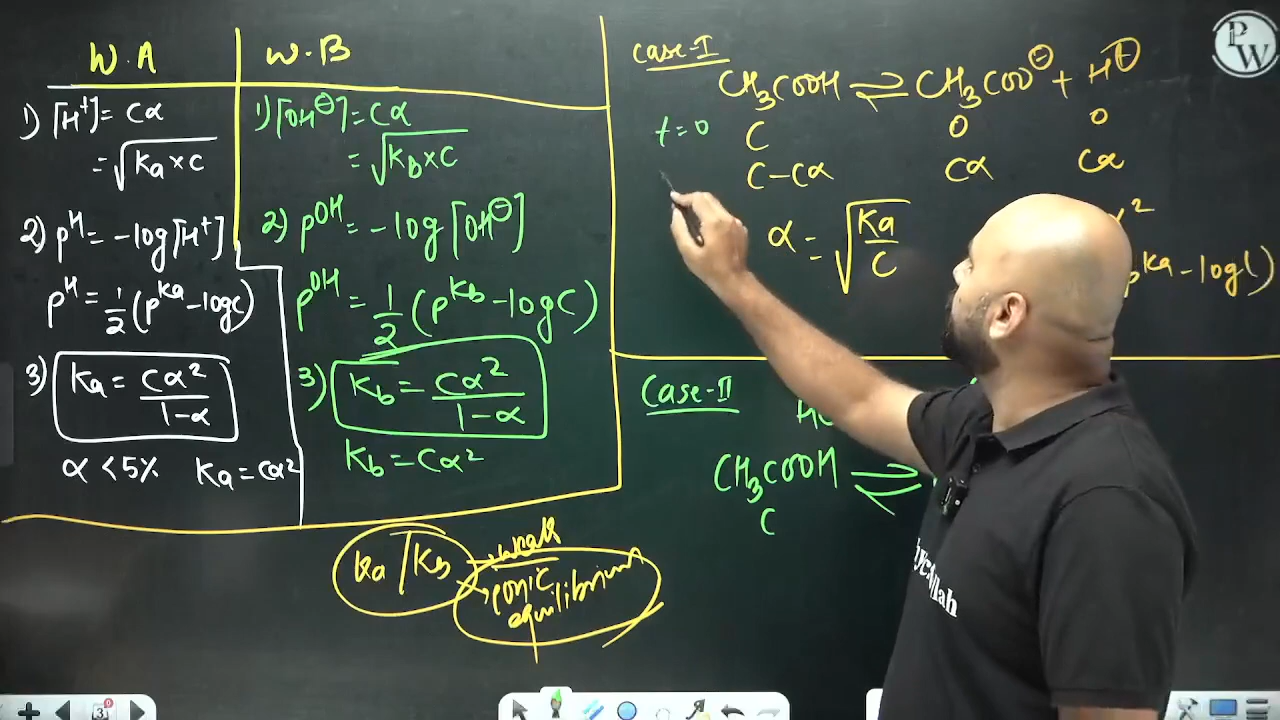 W.A
1) [H⁺] = Cα
= √Ka×C
2) pᴴ = -log[H⁺]
pᴴ = 1/2 (pᴷᵃ-logC)
3) Ka = Cα²/1-α
α < 5% Ka = Cα²
W.B
1) [OH⊖] = Cα
= √Kb×C
2) pᴼᴴ = -log[OH⊖]
pᴼᴴ = 1/2 (pᴷᵇ-logC)
3) Kb = Cα²/1-α
Kb = Cα²
Ka/Kb → weak
→ ionic
equilibrium
Case-I
CH₃COOH ⇌ CH₃COO⊖ + H⊕
t=0 C 0 0
C-Cα Cα Cα
α = √Ka/C
pᴷᵃ-logC)
Case-II
CH₃COOH ⇌
C
PW